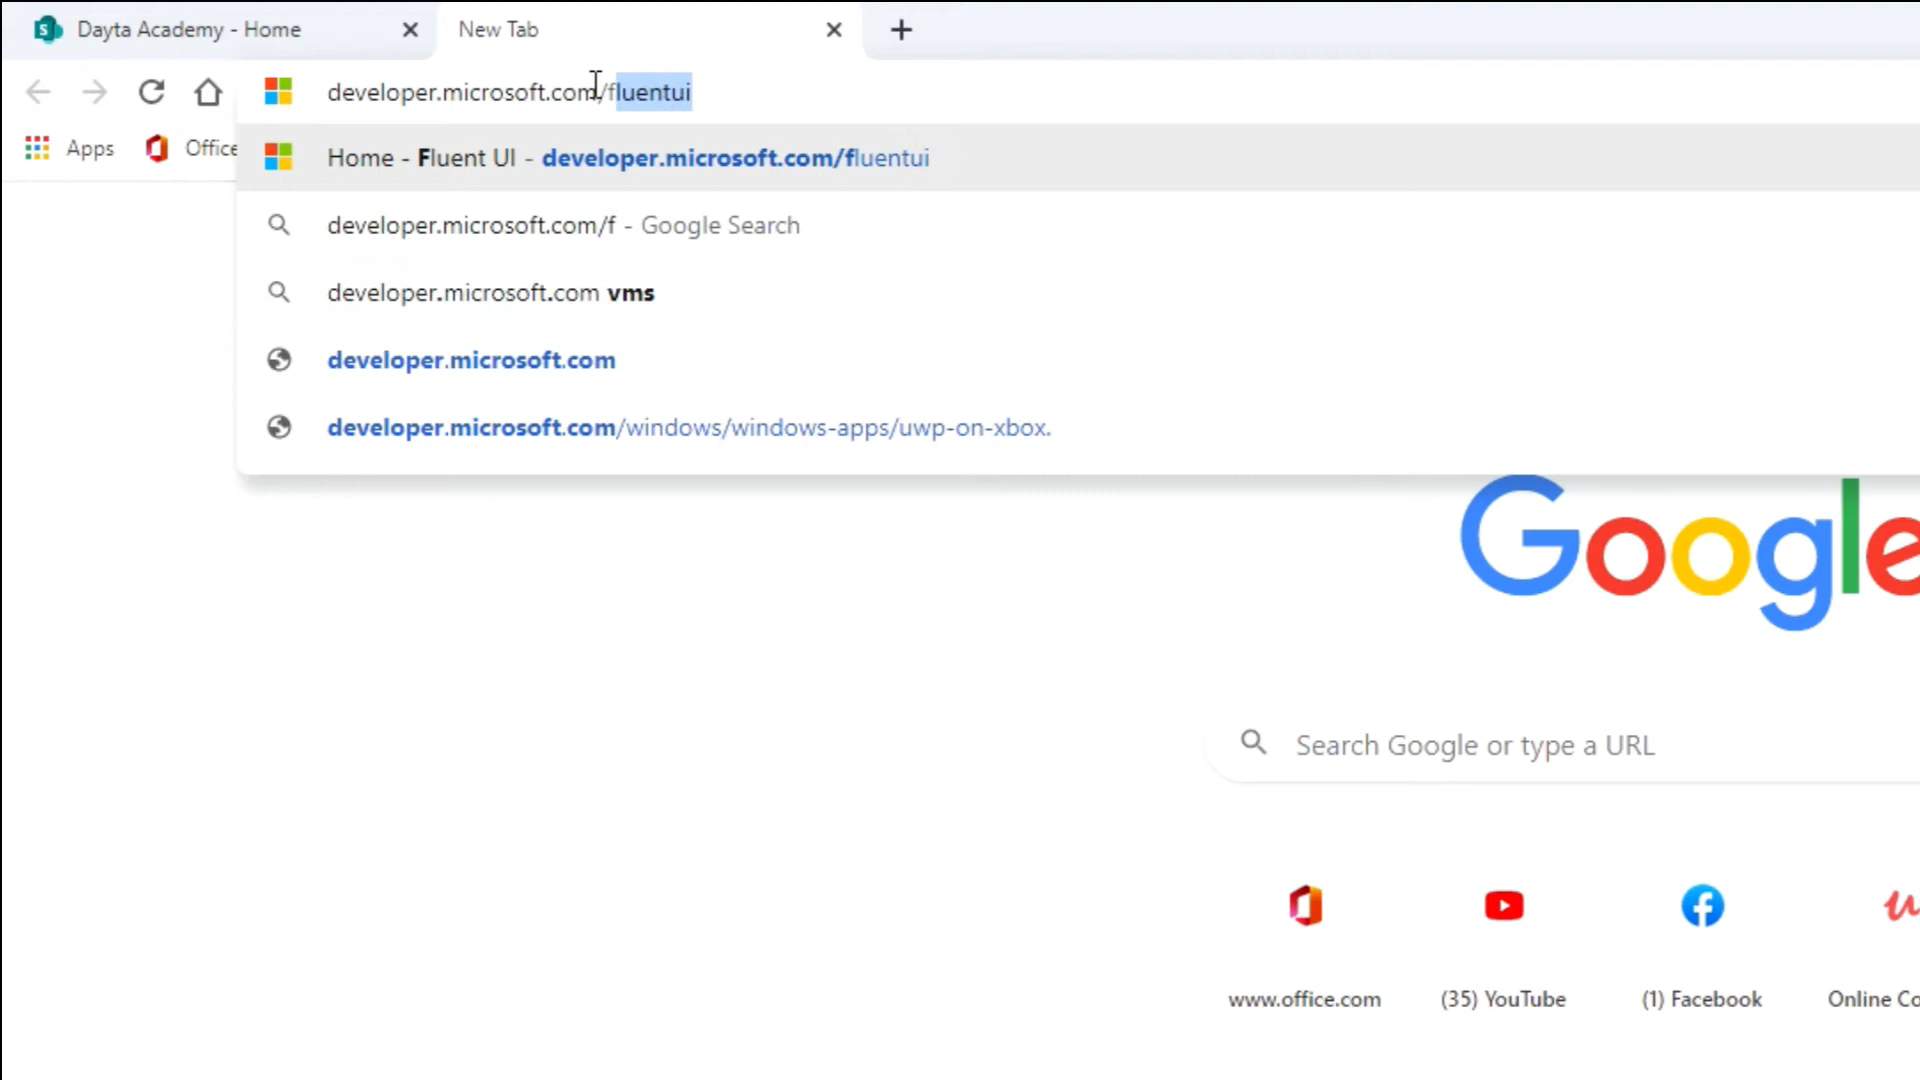 Dayta Academy - Home
New Tab
developer.microsoft.com/fluentui
Apps
Office
Home - Fluent UI - developer.microsoft.com/fluentui
developer.microsoft.com/f - Google Search
developer.microsoft.com vms
developer.microsoft.com
developer.microsoft.com/windows/windows-apps/uwp-on-xbox.
Google
Search Google or type a URL
www.office.com
(35) YouTube
(1) Facebook
Online Co